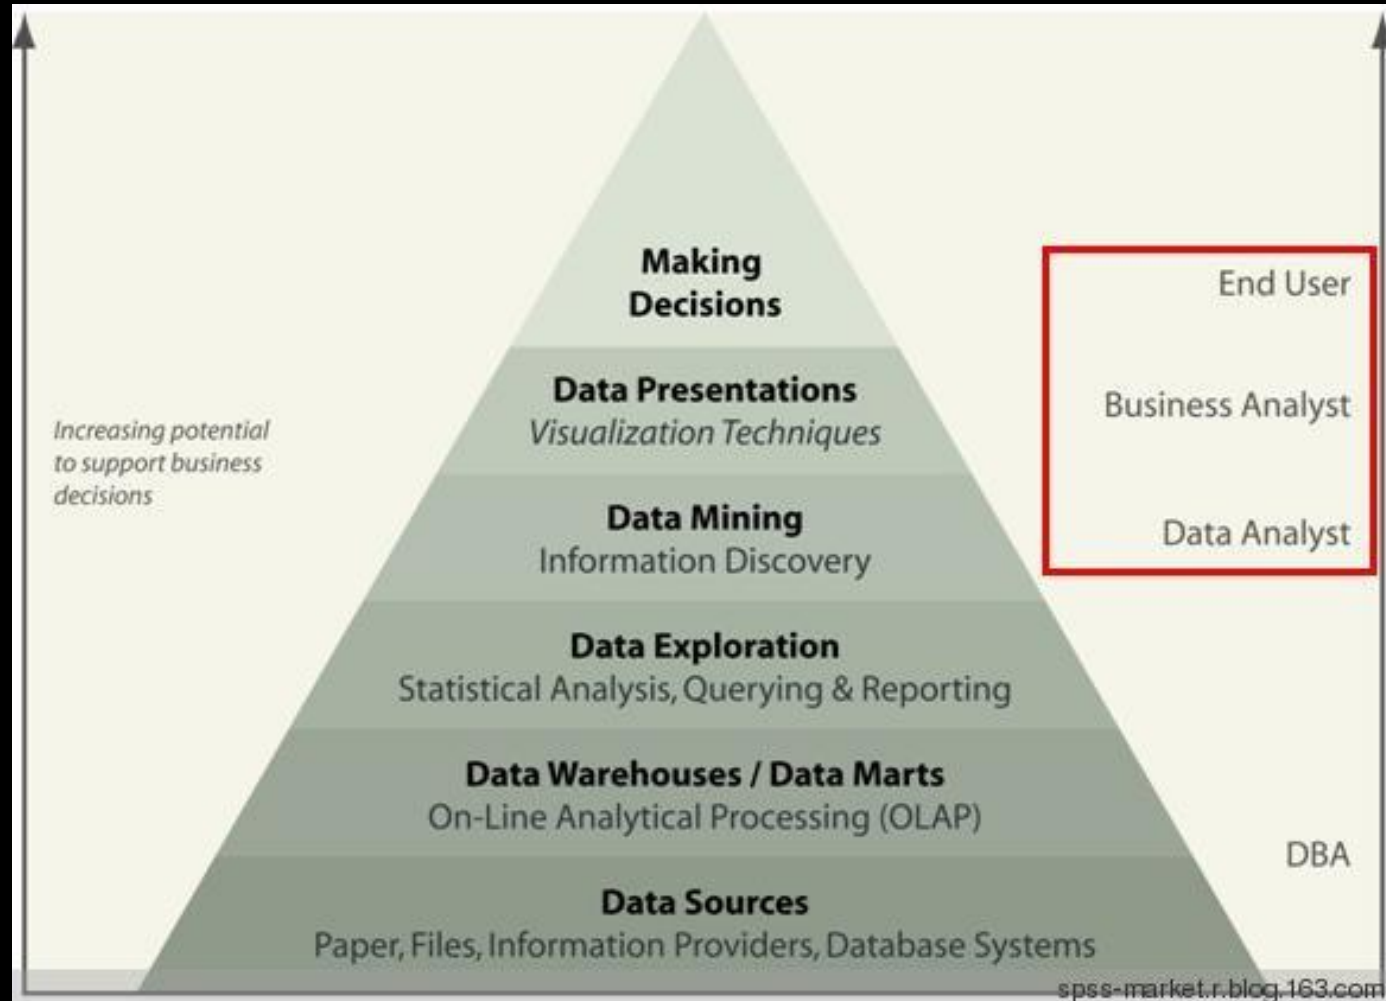 Making
Decisions
End User
Data Presentations
Visualization Techniques
Business Analyst
Increasing potential
to support business
decisions
Data Mining
Information Discovery
Data Analyst
Data Exploration
Statistical Analysis, Querying & Reporting
Data Warehouses / Data Marts
On-Line Analytical Processing (OLAP)
DBA
Data Sources
Paper, Files, Information Providers, Database Systems
spss-market.r.blog.163.com